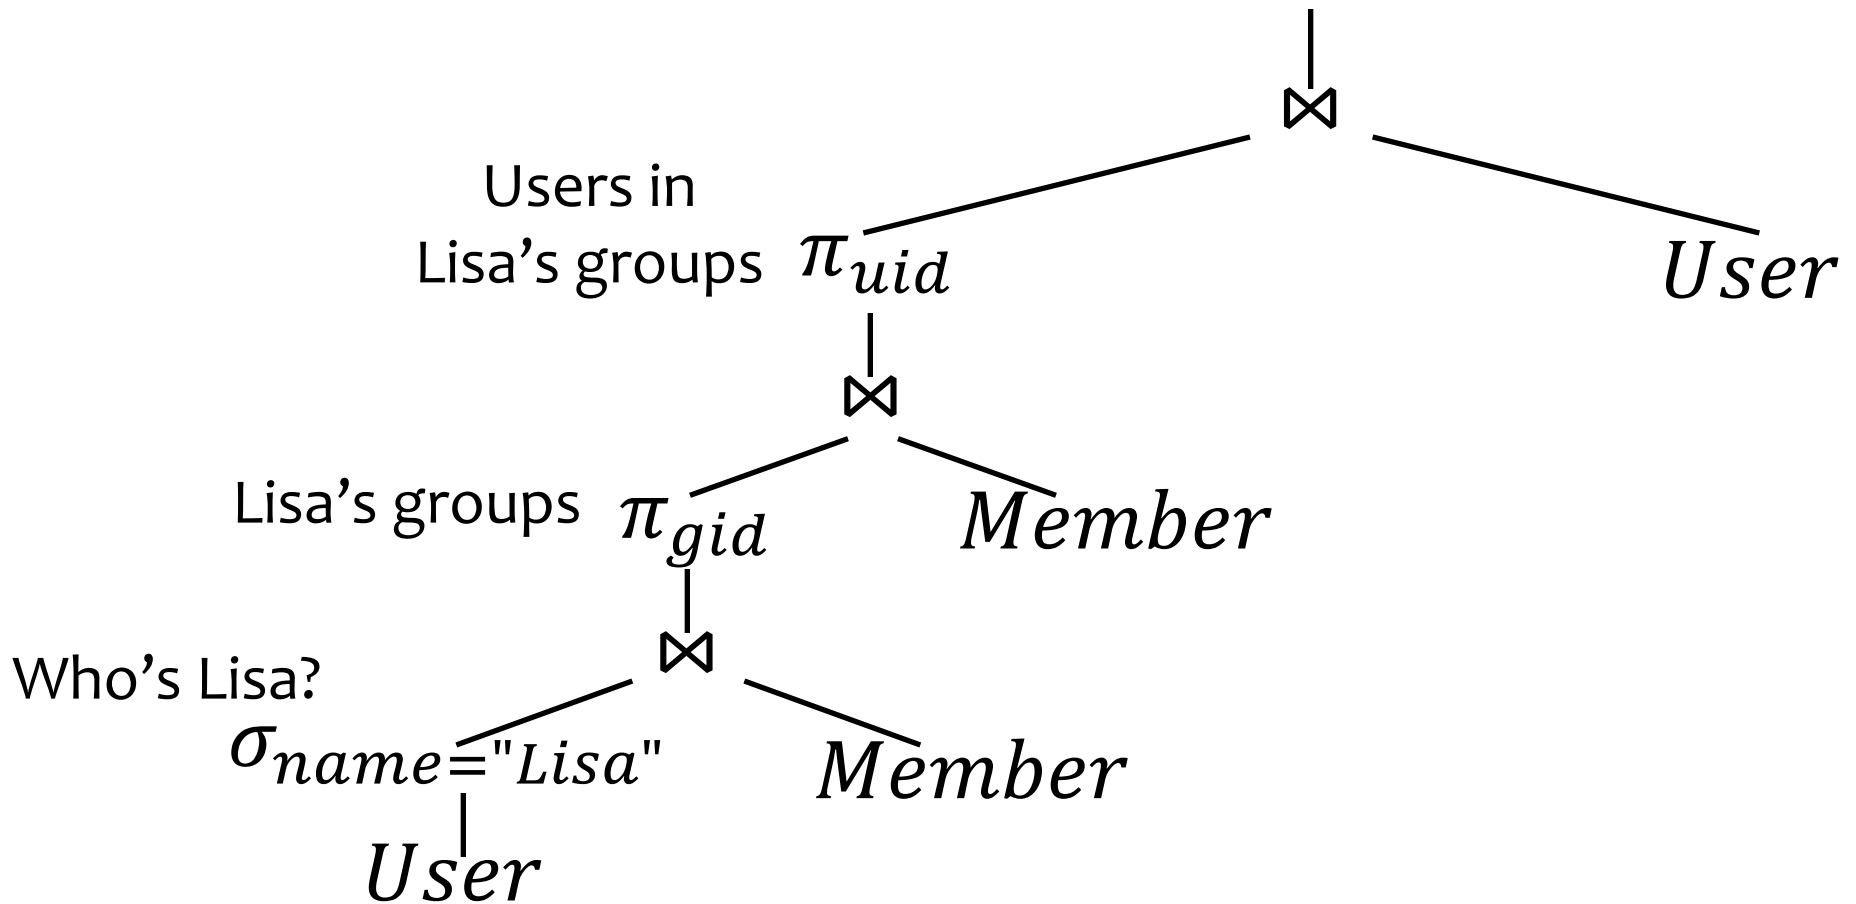 ⋈
Users in
Lisa’s groups π_uid
User
⋈
Lisa’s groups π_gid
Member
⋈
Who’s Lisa?
σ_name="Lisa"
Member
User